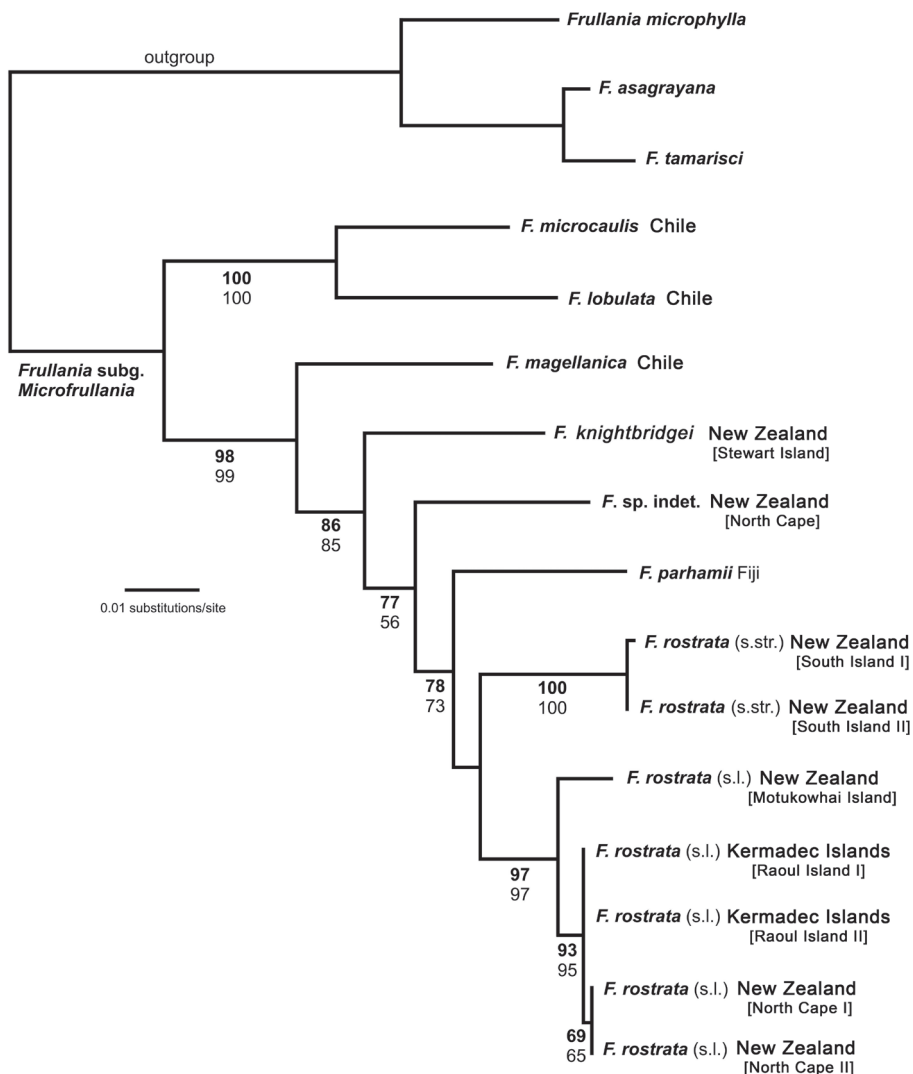 Frullania microphylla
outgroup
F. asagrayana
F. tamarisci
F. microcaulis Chile
100
100
F. lobulata Chile
Frullania subg.
Microfrullania
F. magellanica Chile
98
99
F. knightbridgei New Zealand
[Stewart Island]
86
85
F. sp. indet. New Zealand
[North Cape]
F. parhamii Fiji
0.01 substitutions/site
77
56
F. rostrata (s.str.) New Zealand
[South Island I]
78
73
100
100
F. rostrata (s.str.) New Zealand
[South Island II]
F. rostrata (s.l.) New Zealand
[Motukowhai Island]
F. rostrata (s.l.) Kermadec Islands
[Raoul Island I]
97
97
F. rostrata (s.l.) Kermadec Islands
[Raoul Island II]
93
95
F. rostrata (s.l.) New Zealand
[North Cape I]
69
65
F. rostrata (s.l.) New Zealand
[North Cape II]